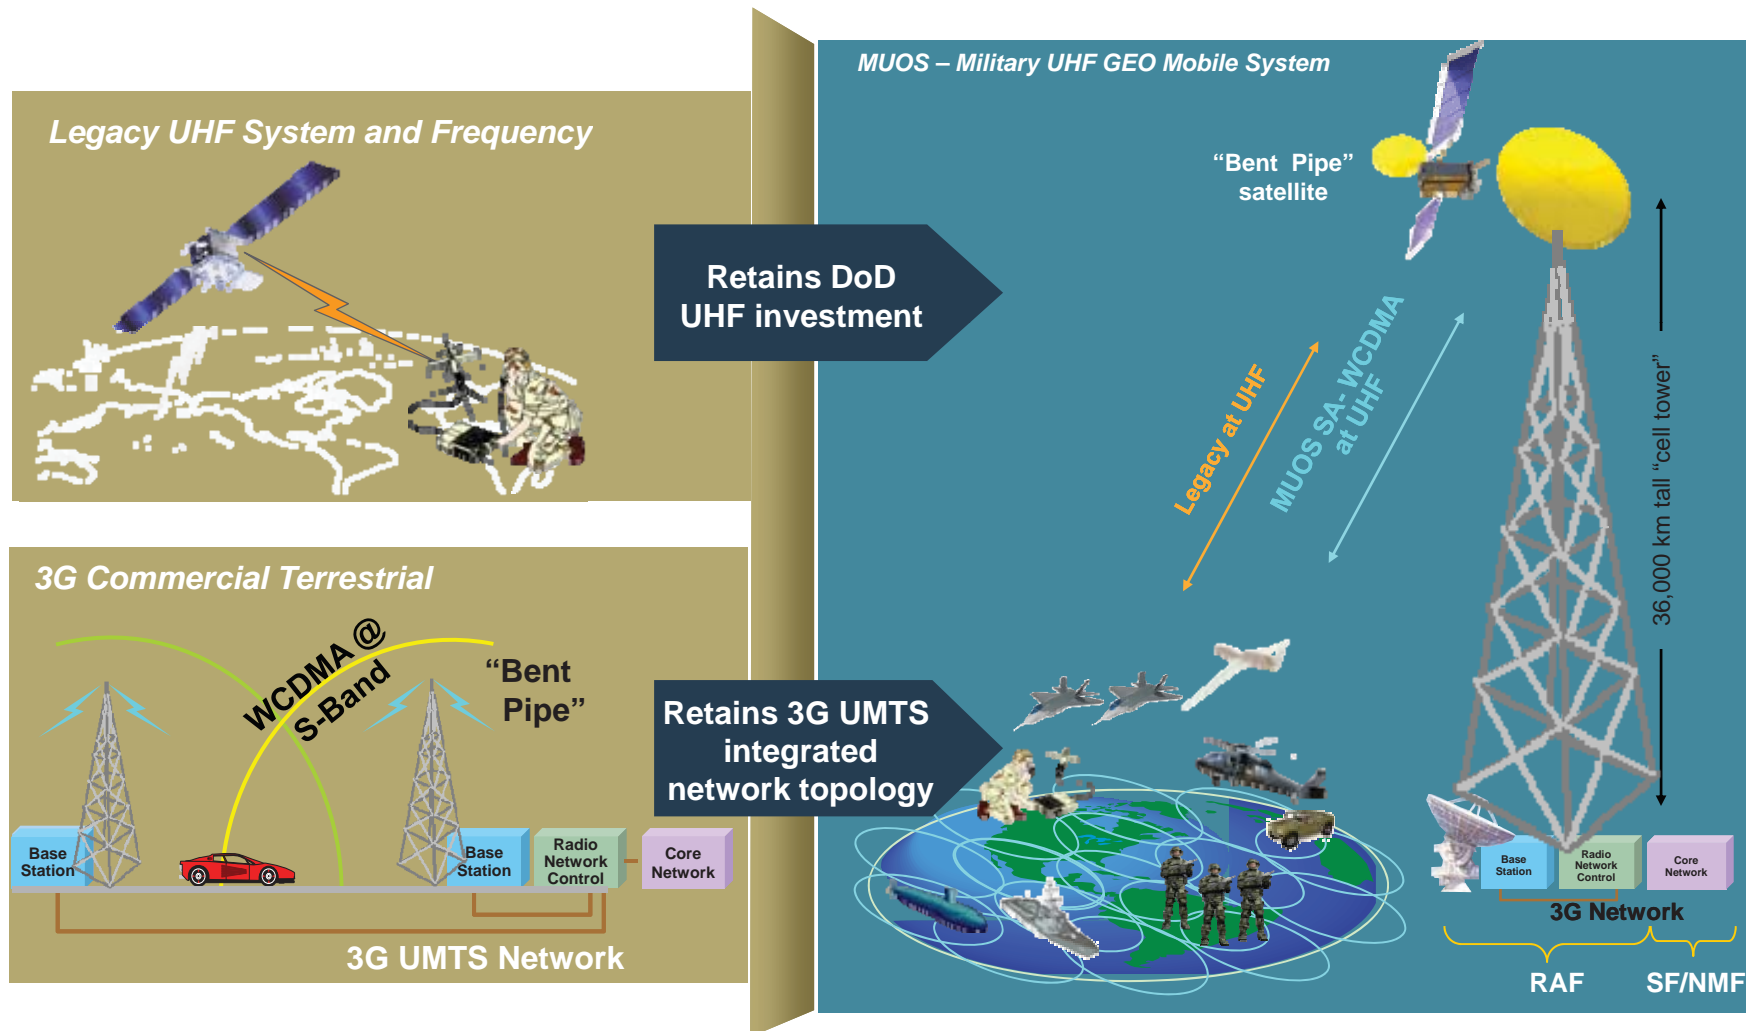 Legacy UHF System and Frequency
3G Commercial Terrestrial
WCDMA @
S-Band
“Bent
Pipe”
Base
Station
Base
Station
Radio
Network
Control
Core
Network
3G UMTS Network
Retains DoD
UHF investment
Retains 3G UMTS
integrated
network topology
MUOS – Military UHF GEO Mobile System
“Bent Pipe”
satellite
Legacy at UHF
MUOS SA- WCDMA
at UHF
36,000 km tall “cell tower”
Base
Station
Radio
Network
Control
Core
Network
3G Network
RAF
SF/NMF